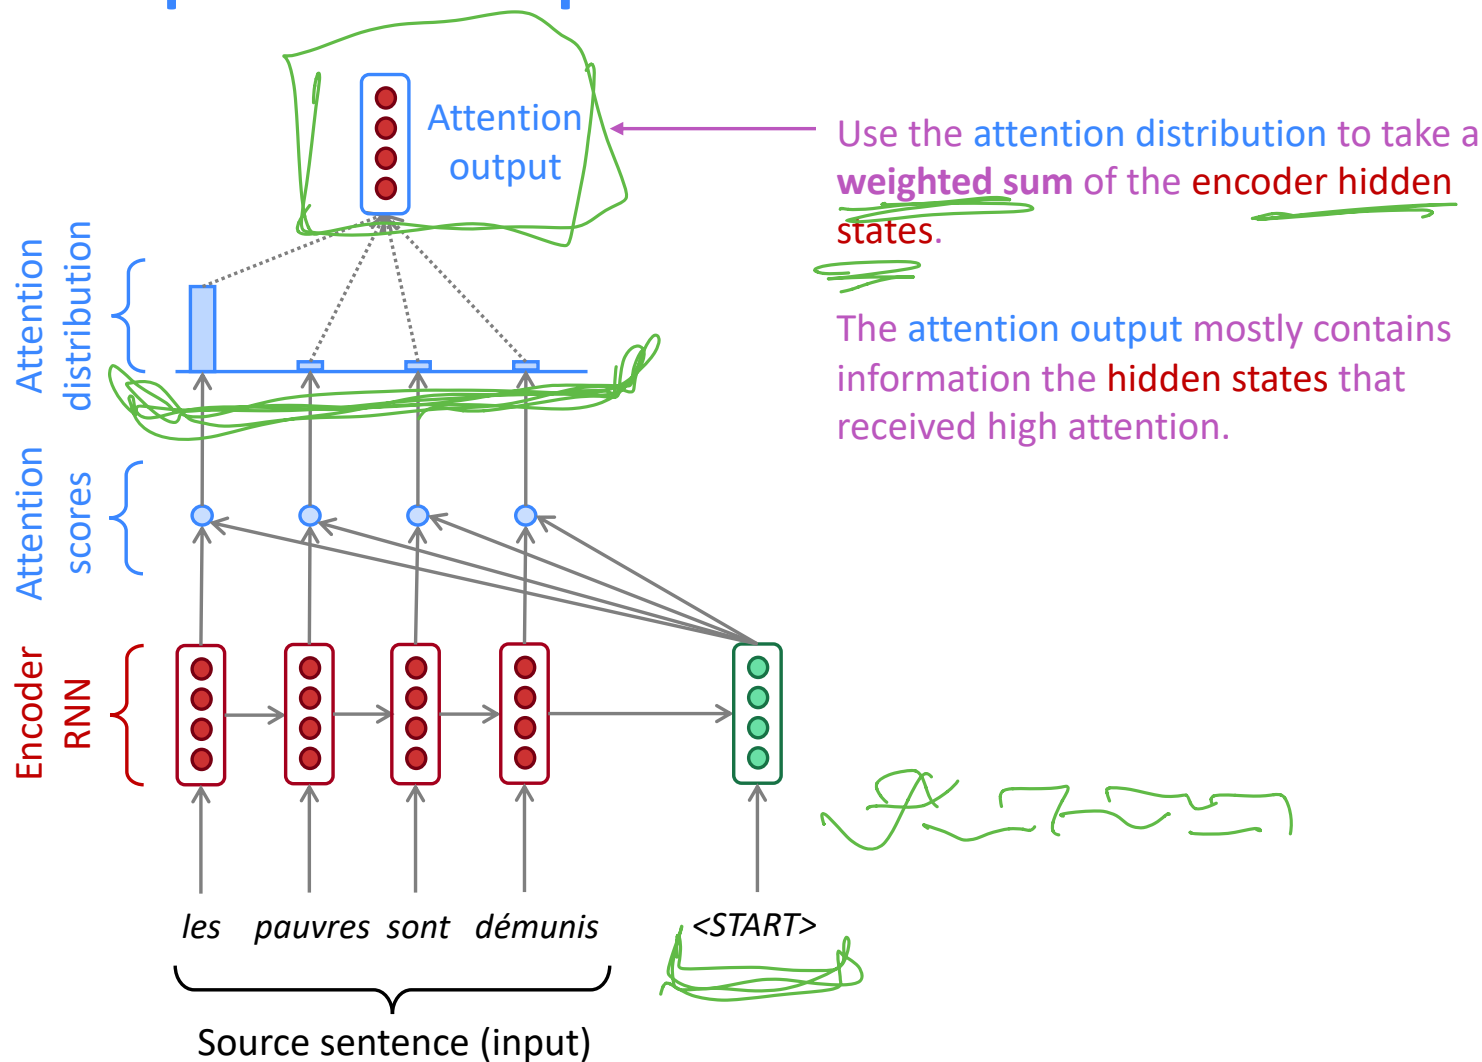 Attention
output
Use the attention distribution to take a
weighted sum of the encoder hidden
states.
The attention output mostly contains
information the hidden states that
received high attention.
Attention
distribution
Attention
scores
Encoder
RNN
les pauvres sont démunis <START>
Source sentence (input)